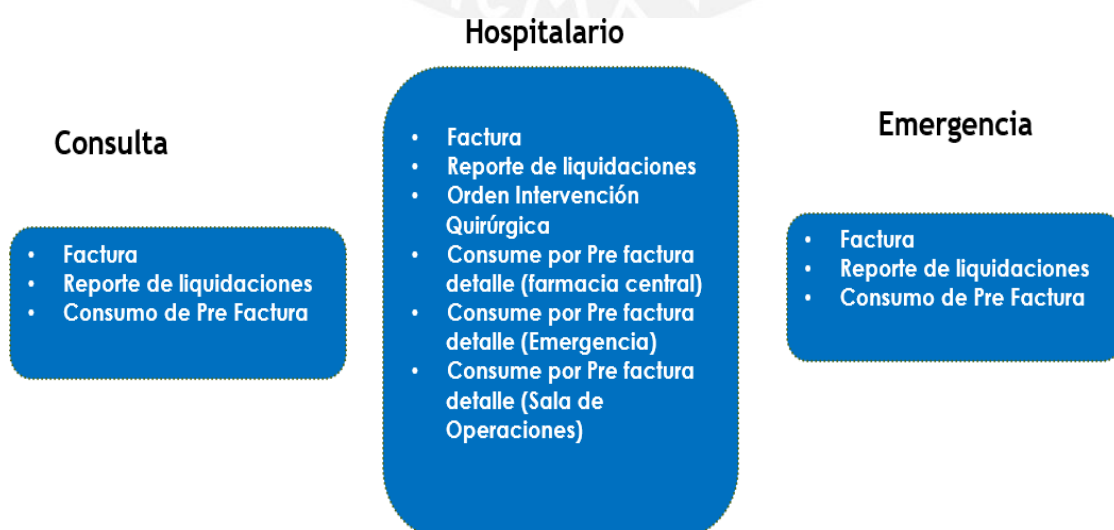 Hospitalario
Consulta
Emergencia
• Factura
• Reporte de liquidaciones
• Consumo de Pre Factura
• Factura
• Reporte de liquidaciones
• Orden Intervención
Quirúrgica
• Consume por Pre factura
detalle (farmacia central)
• Consume por Pre factura
detalle (Emergencia)
• Consume por Pre factura
detalle (Sala de
Operaciones)
• Factura
• Reporte de liquidaciones
• Consumo de Pre Factura